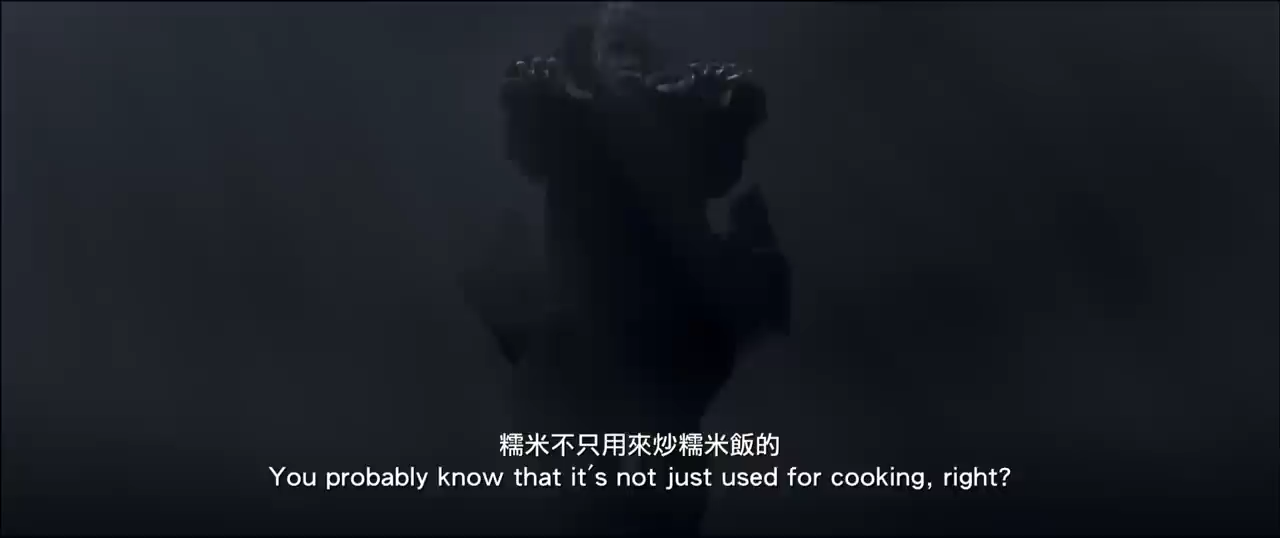 糯米不只用來炒糯米飯的
You probably know that it's not just used for cooking, right?